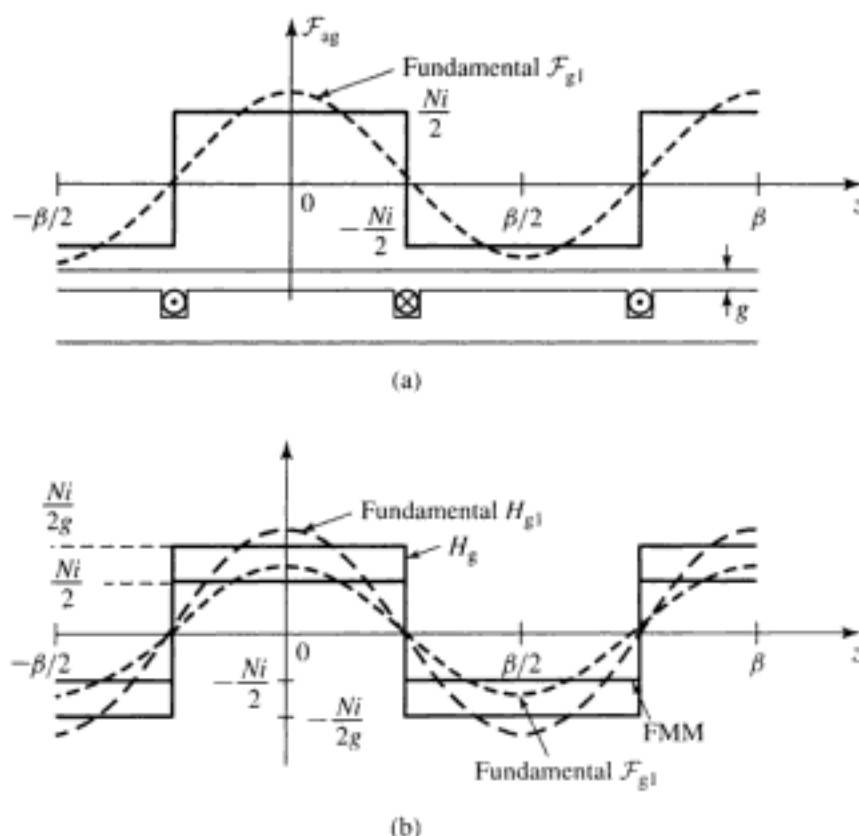 𝓕ag
Fundamental 𝓕g1
Ni/2
−β/2
0
−Ni/2
β/2
β
z
g
(a)
Ni/2g
Fundamental Hg1
Hg
Ni/2
−β/2
0
β/2
β
z
−Ni/2
−Ni/2g
FMM
Fundamental 𝓕g1
(b)